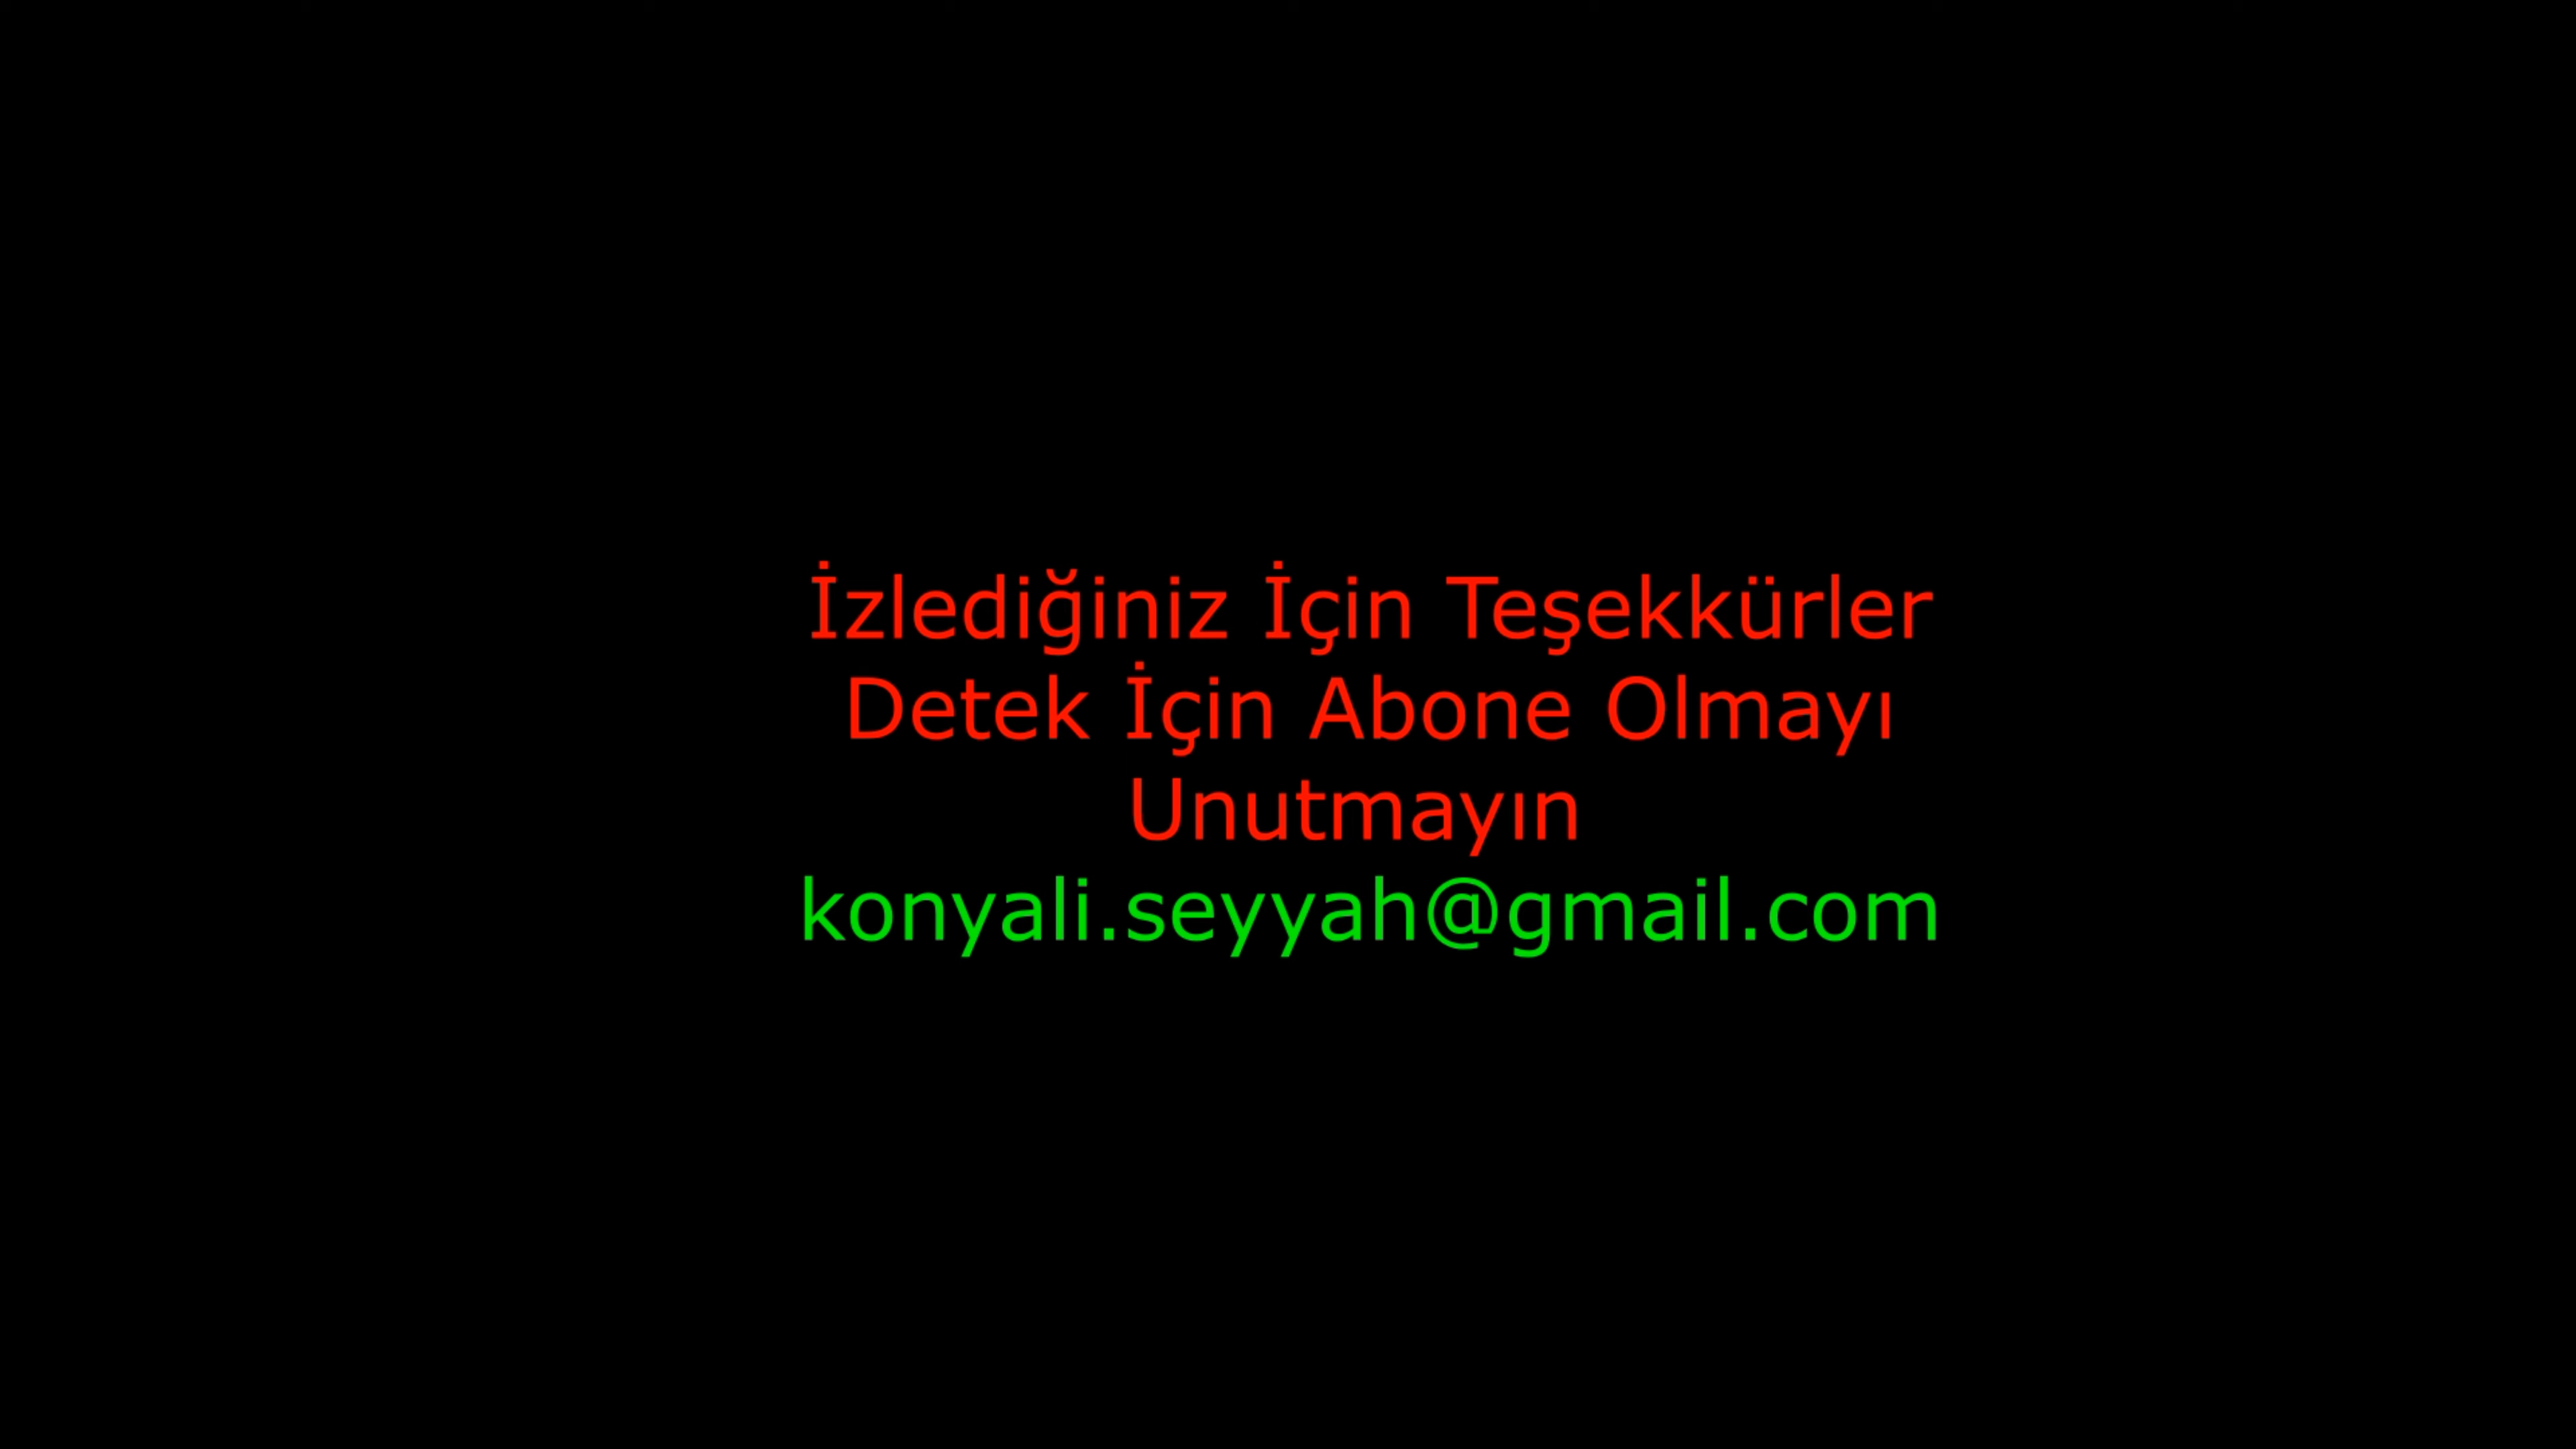 İzlediğiniz İçin Teşekkürler
Detek İçin Abone Olmayı
Unutmayın
konyali.seyyah@gmail.com